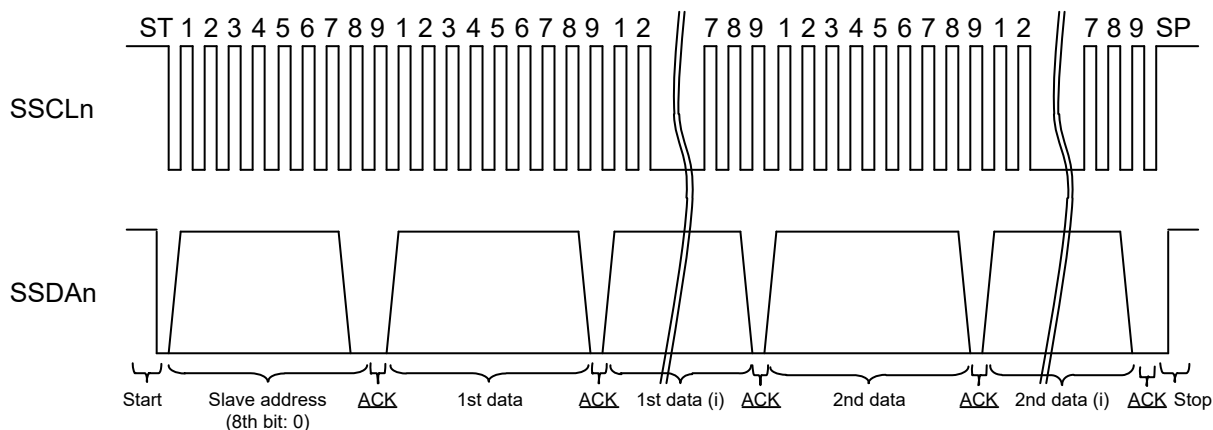 ST 1 2 3 4 5 6 7 8 9 1 2 3 4 5 6 7 8 9 1 2 7 8 9 1 2 3 4 5 6 7 8 9 1 2 7 8 9 SP
SSCLn
SSDAn
Start Slave address ACK 1st data ACK 1st data (i) ACK 2nd data ACK 2nd data (i) ACK Stop
(8th bit: 0)